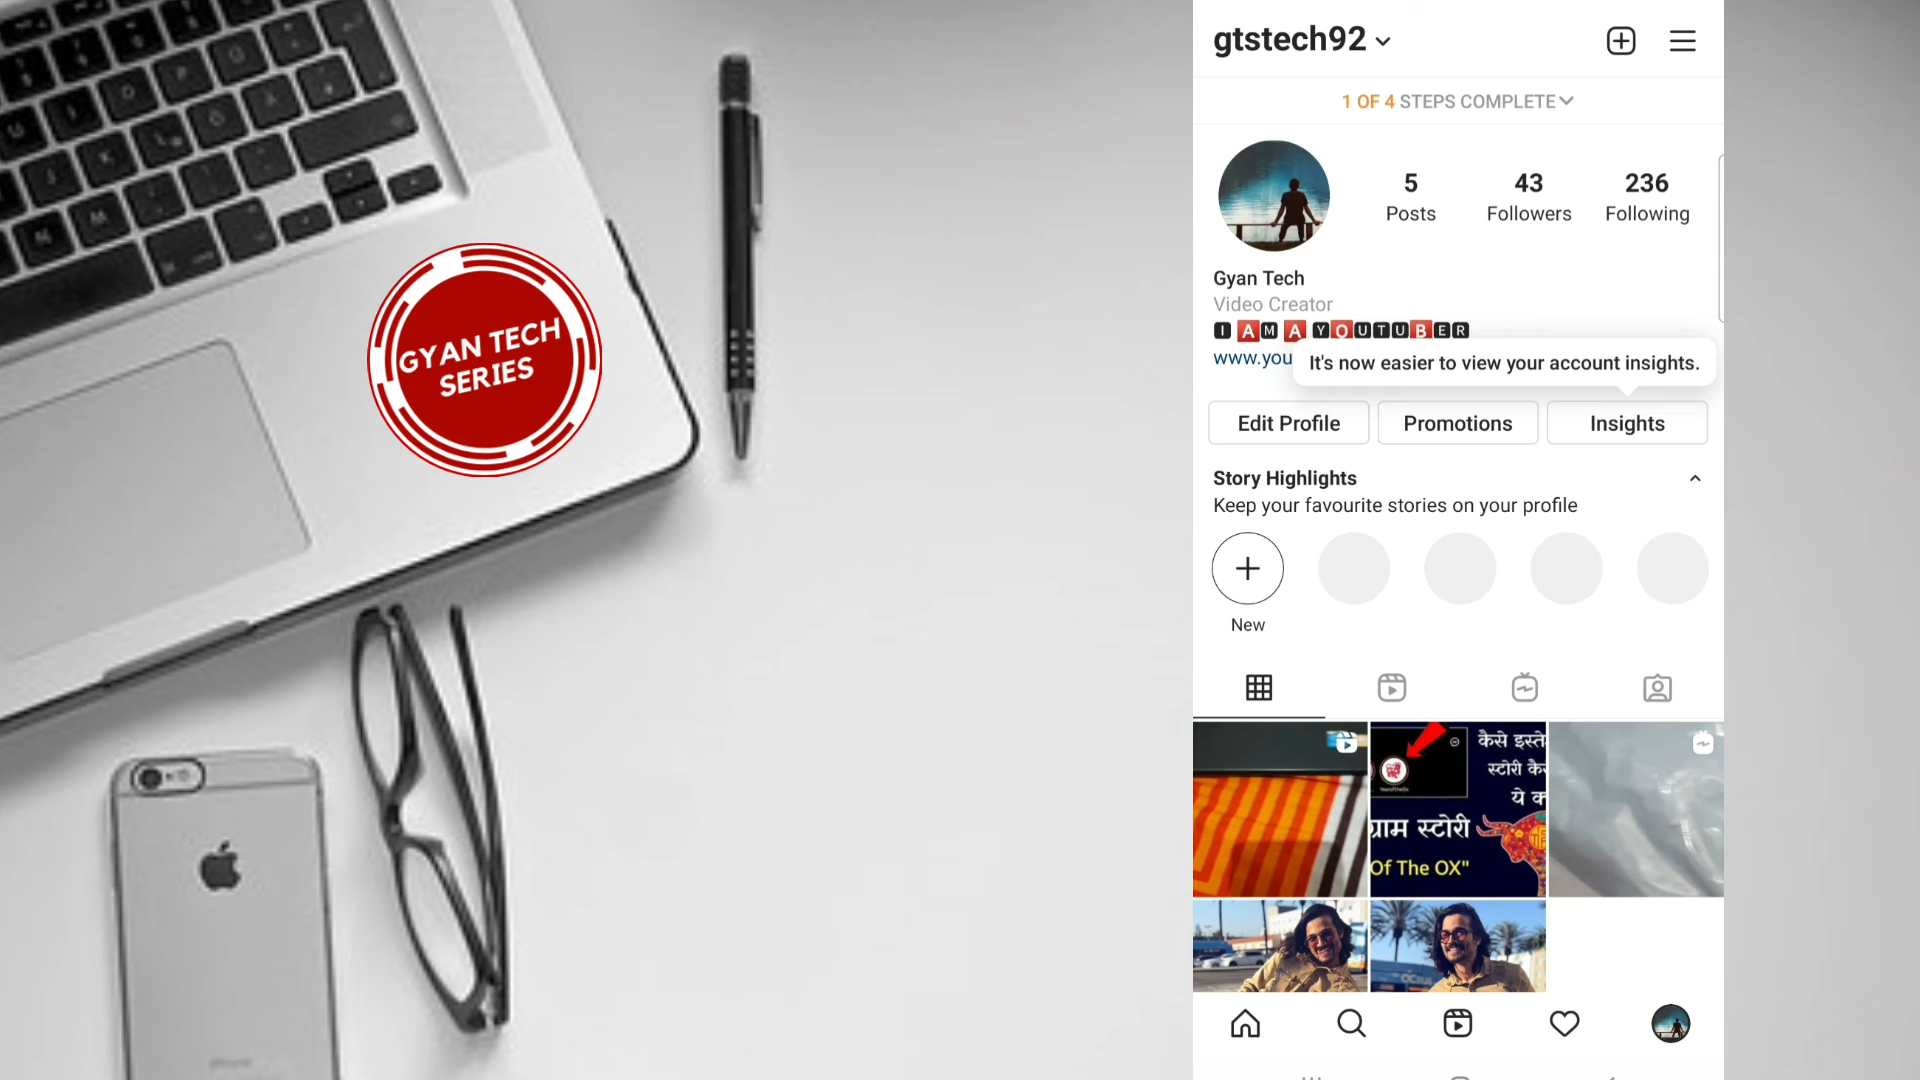 GYAN TECH
SERIES
gtstech92
1 OF 4 STEPS COMPLETE
5
Posts
43
Followers
236
Following
Gyan Tech
Video Creator
I AM A YOUTUBER
www.you
It's now easier to view your account insights.
Edit Profile
Promotions
Insights
Story Highlights
Keep your favourite stories on your profile
New
कैसे इस्ते
स्टोरी कै
ये क
ग्राम स्टोरी
Of The OX"